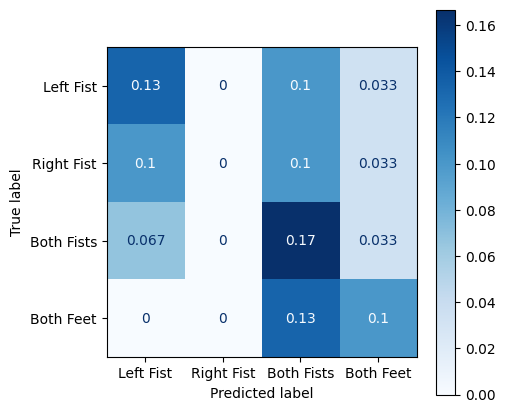 0.16
0.14
0.12
0.10
0.08
0.06
0.04
0.02
0.00
True label
Left Fist 0.13 0 0.1 0.033
Right Fist 0.1 0 0.1 0.033
Both Fists 0.067 0 0.17 0.033
Both Feet 0 0 0.13 0.1
Left Fist Right Fist Both Fists Both Feet
Predicted label